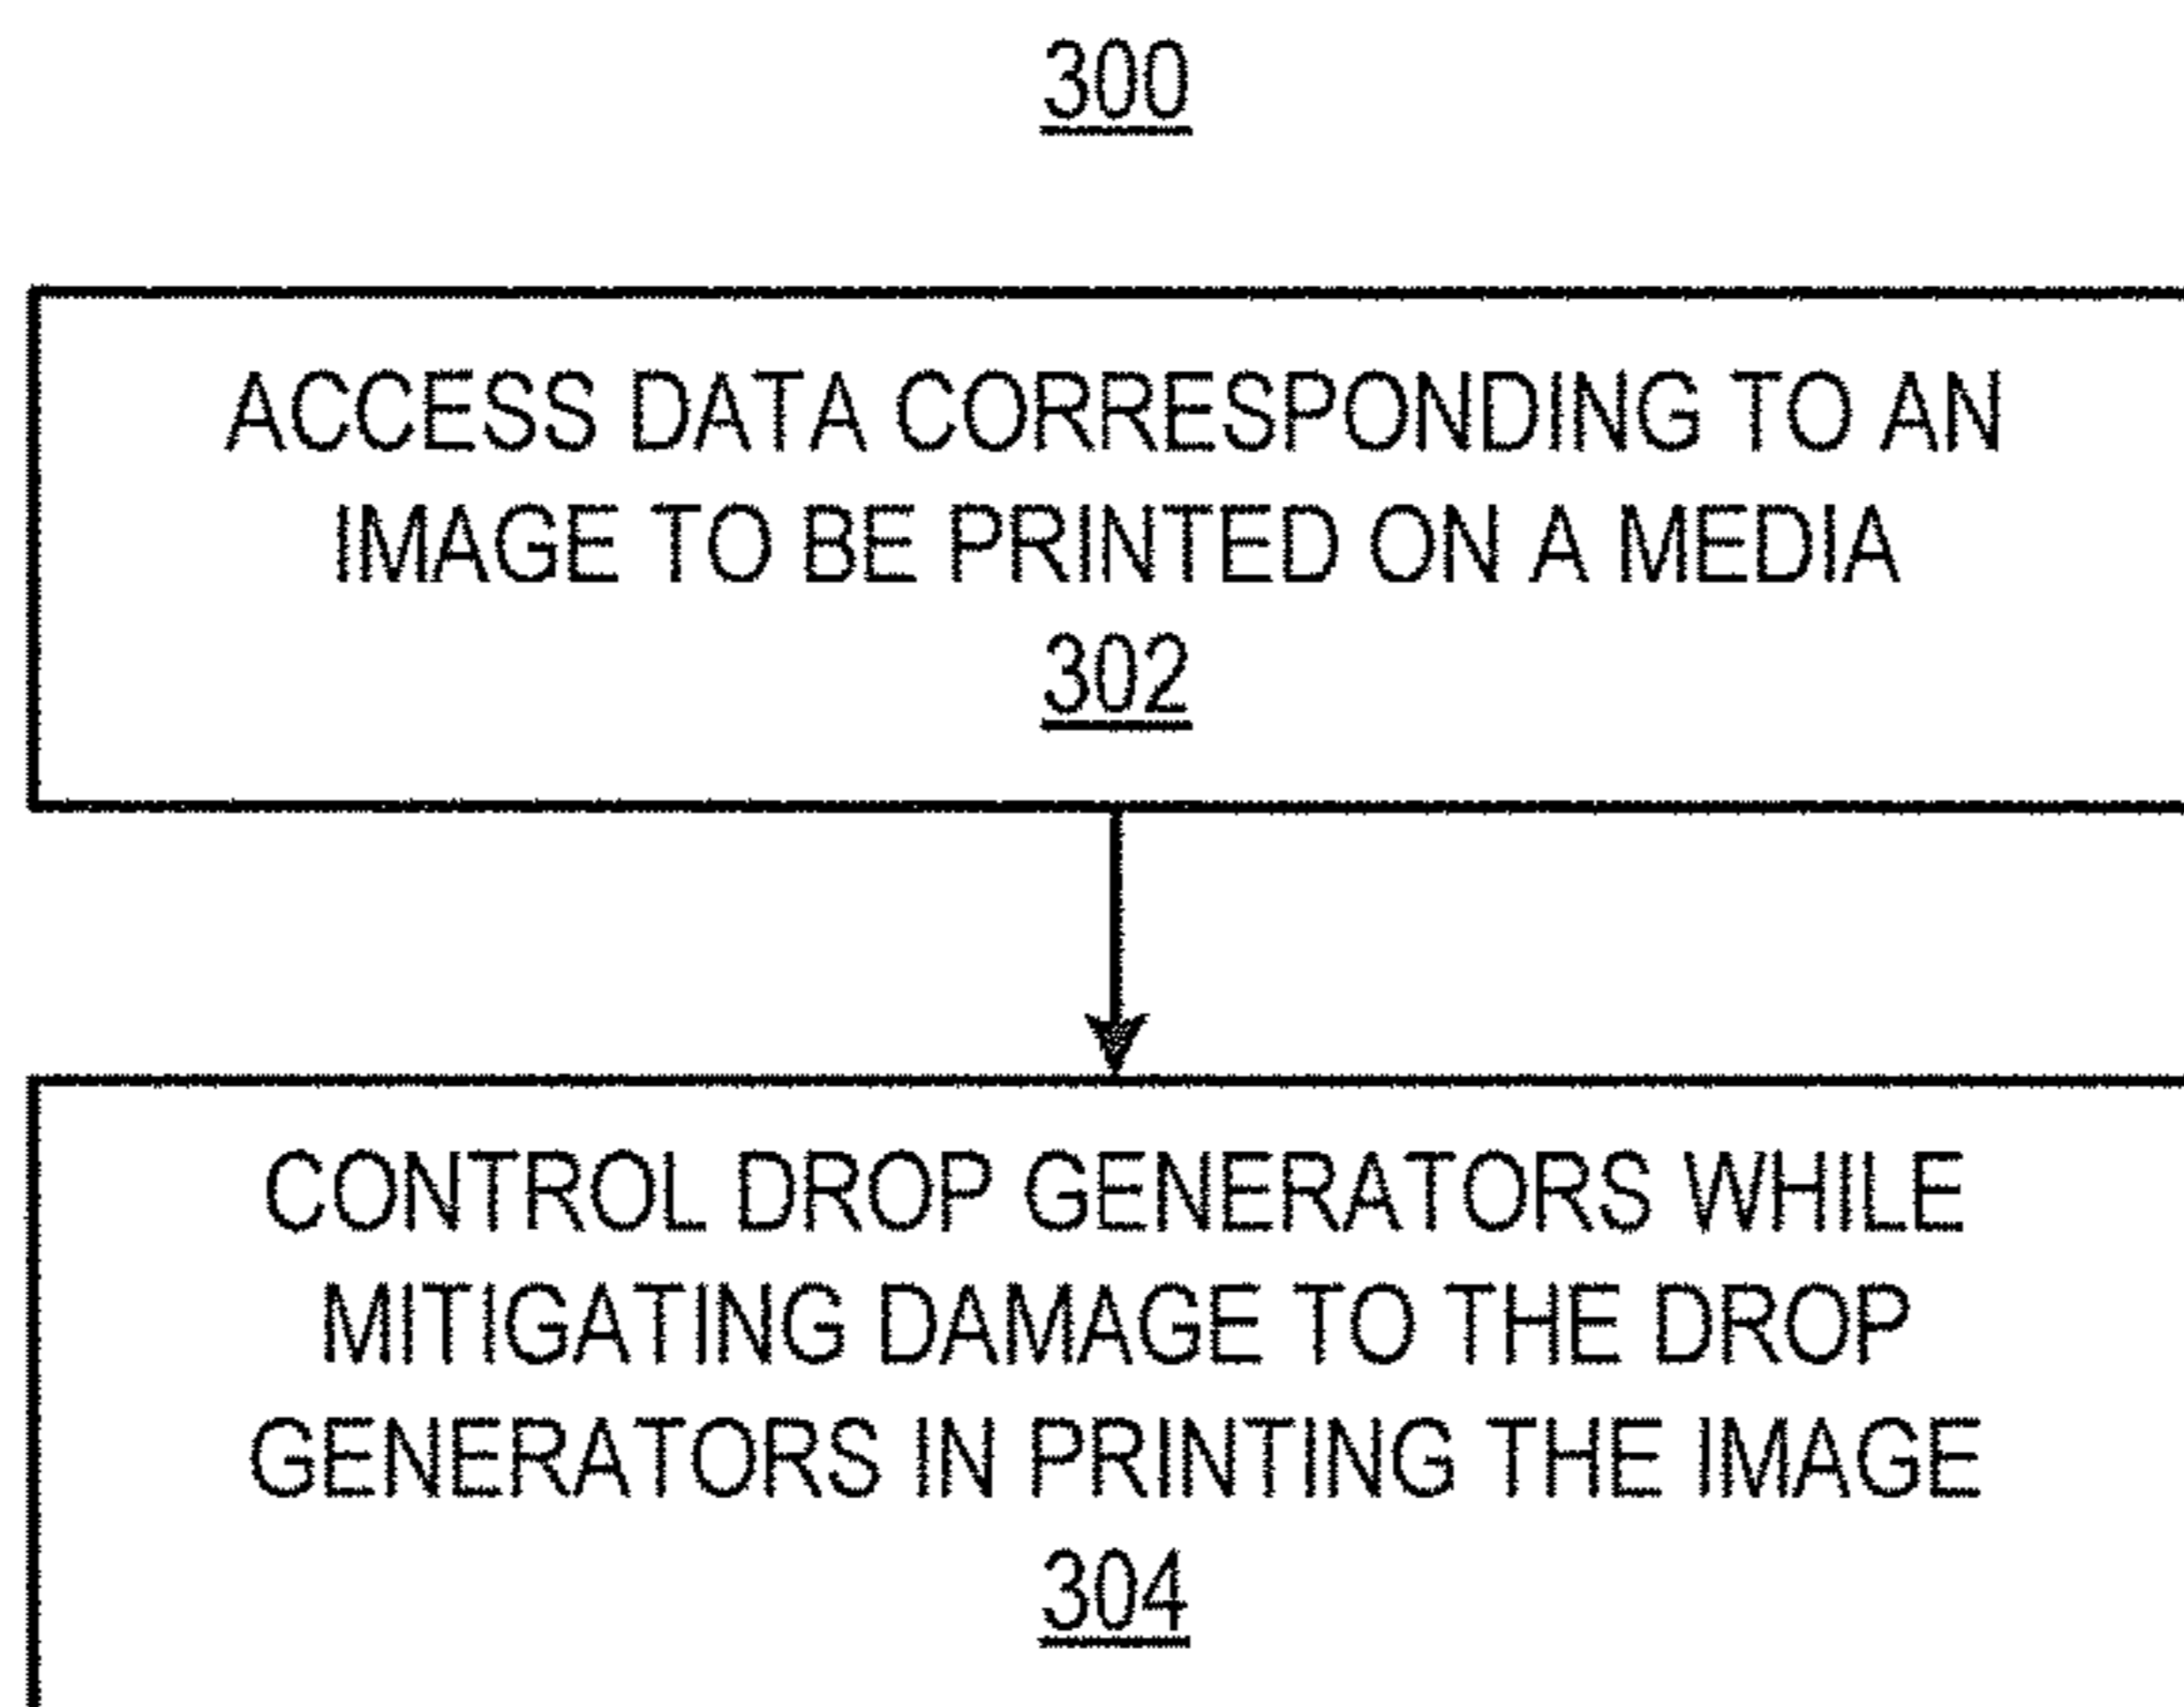 300
ACCESS DATA CORRESPONDING TO AN
IMAGE TO BE PRINTED ON A MEDIA
302
CONTROL DROP GENERATORS WHILE
MITIGATING DAMAGE TO THE DROP
GENERATORS IN PRINTING THE IMAGE
304